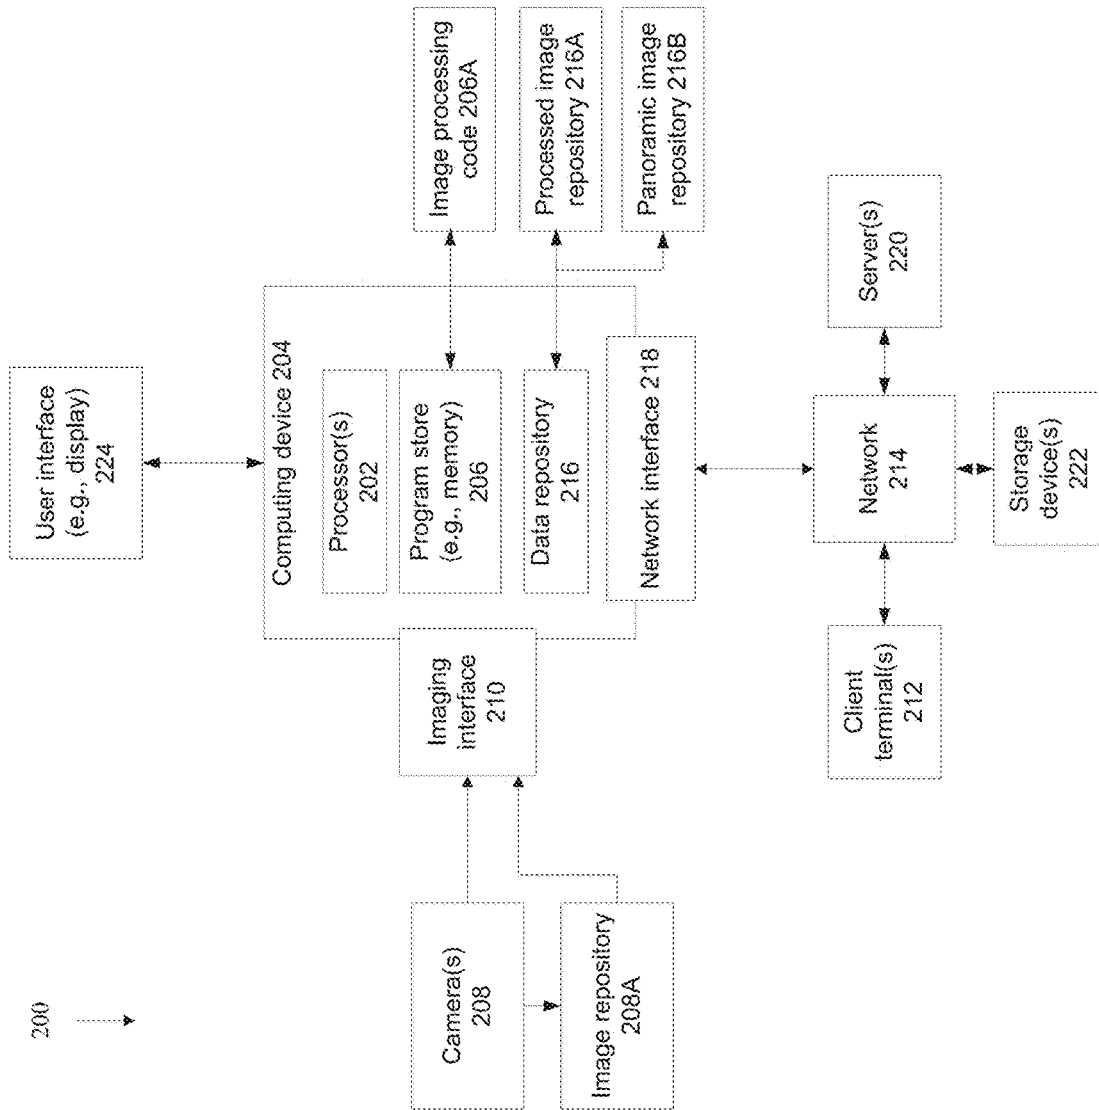 200
User interface
(e.g., display)
224
Computing device 204
Processor(s)
202
Program store
(e.g., memory)
206
Data repository
216
Network interface 218
Imaging
interface
210
Camera(s)
208
Image repository
208A
Image processing
code 206A
Processed image
repository 216A
Panoramic image
repository 216B
Client
terminal(s)
212
Network
214
Server(s)
220
Storage
device(s)
222